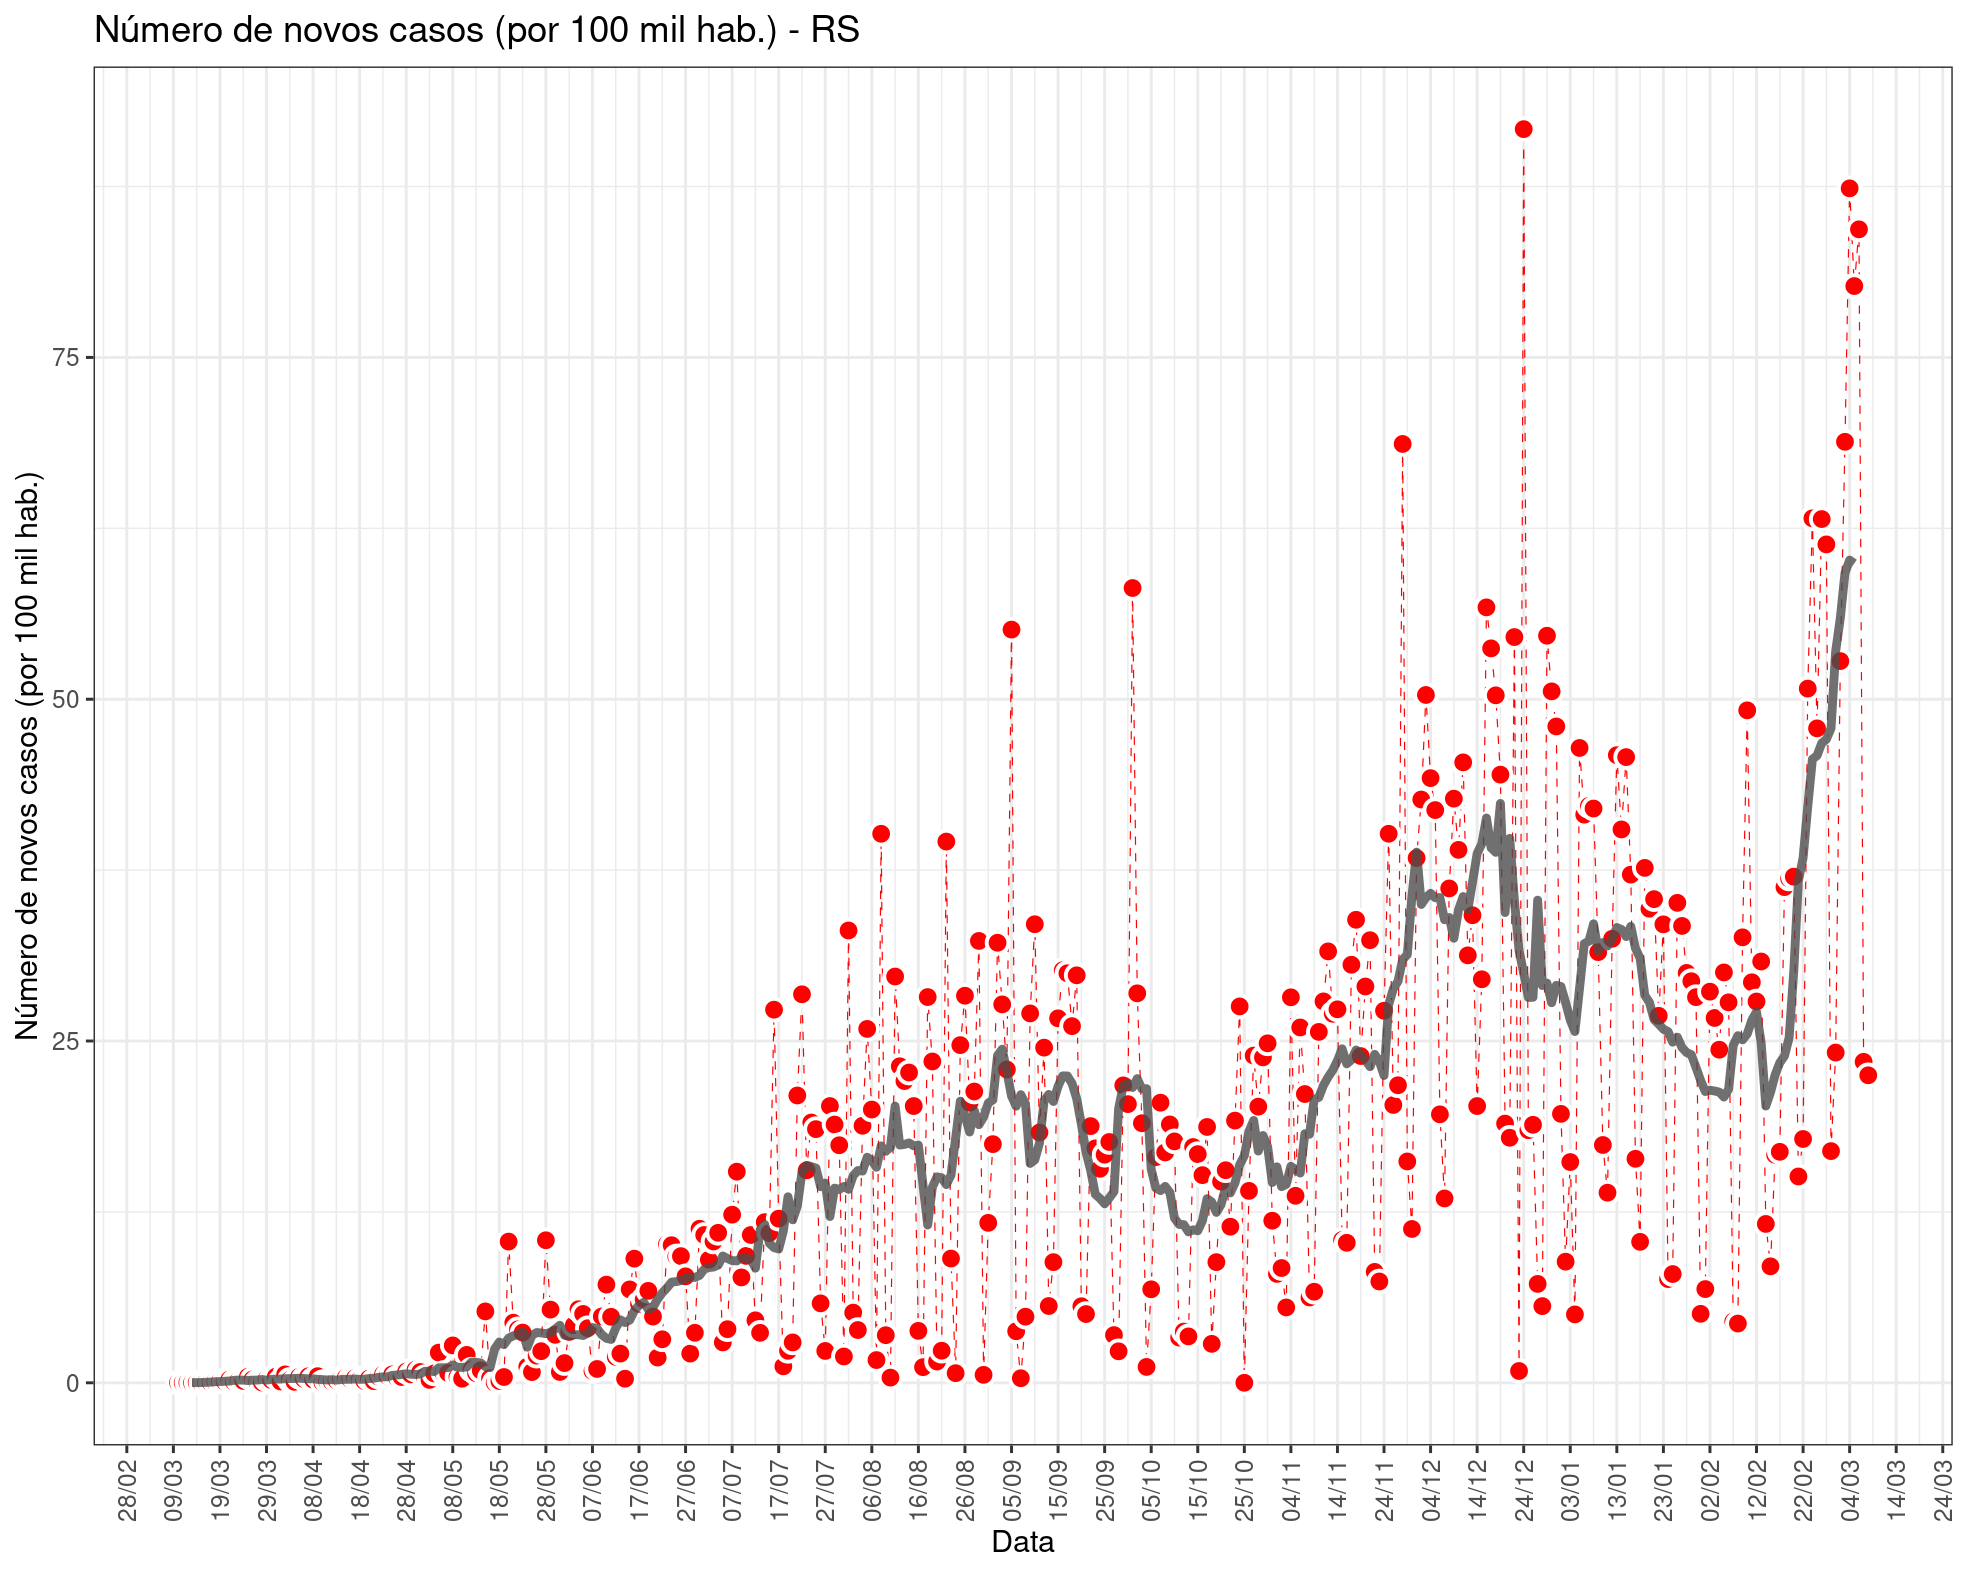 Número de novos casos (por 100 mil hab.) - RS
Número de novos casos (por 100 mil hab.)
75
50
25
0
28/02 09/03 19/03 29/03 08/04 18/04 28/04 08/05 18/05 28/05 07/06 17/06 27/06 07/07 17/07 27/07 06/08 16/08 26/08 05/09 15/09 25/09 05/10 15/10 25/10 04/11 14/11 24/11 04/12 14/12 24/12 03/01 13/01 23/01 02/02 12/02 22/02 04/03 14/03 24/03
Data